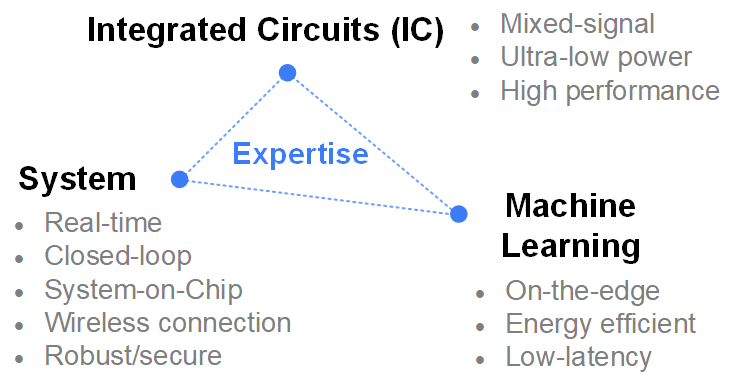 Integrated Circuits (IC)
• Mixed-signal
• Ultra-low power
• High performance
Expertise
System
• Real-time
• Closed-loop
• System-on-Chip
• Wireless connection
• Robust/secure
Machine
Learning
• On-the-edge
• Energy efficient
• Low-latency